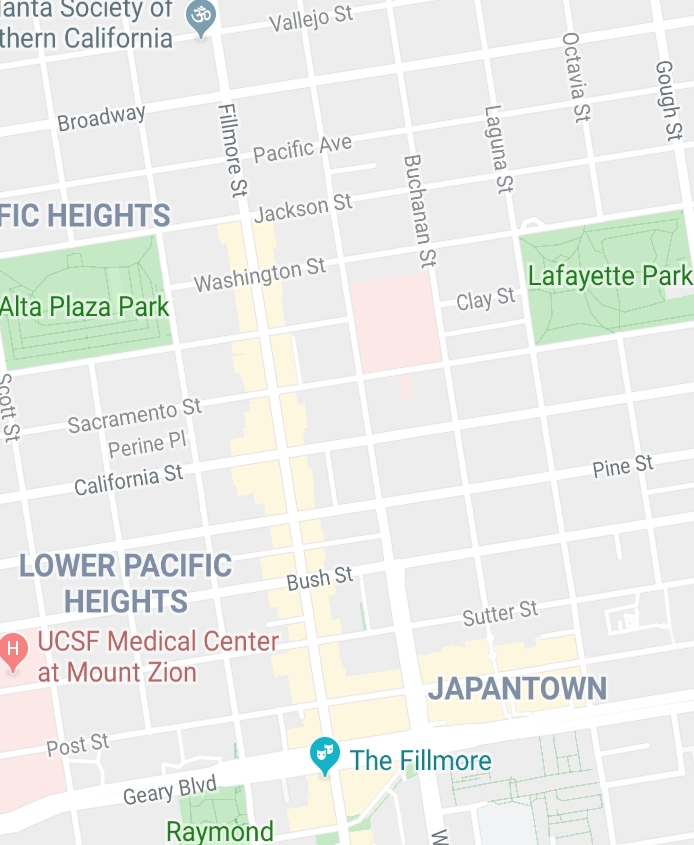 anta Society of
thern California
Vallejo St
Octavia St
Gough St
Broadway
Fillmore St
Pacific Ave
Laguna St
Buchanan St
FIC HEIGHTS
Jackson St
Washington St
Lafayette Park
Alta Plaza Park
Clay St
Scott St
Sacramento St
Perine Pl
California St
Pine St
LOWER PACIFIC
HEIGHTS
Bush St
Sutter St
H
UCSF Medical Center
at Mount Zion
JAPANTOWN
Post St
The Fillmore
Geary Blvd
Raymond
W